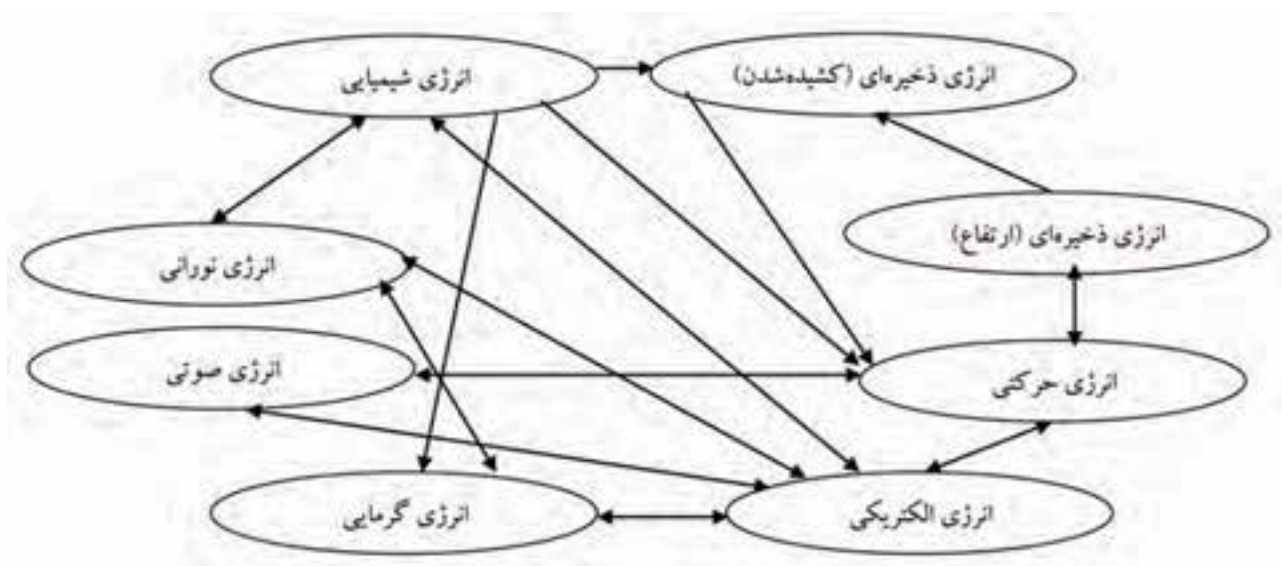 انرژی ذخیره‌ای (کشیده‌شدن)
انرژی شیمیایی
انرژی ذخیره‌ای (ارتفاع)
انرژی نورانی
انرژی حرکتی
انرژی صوتی
انرژی الکتریکی
انرژی گرمایی